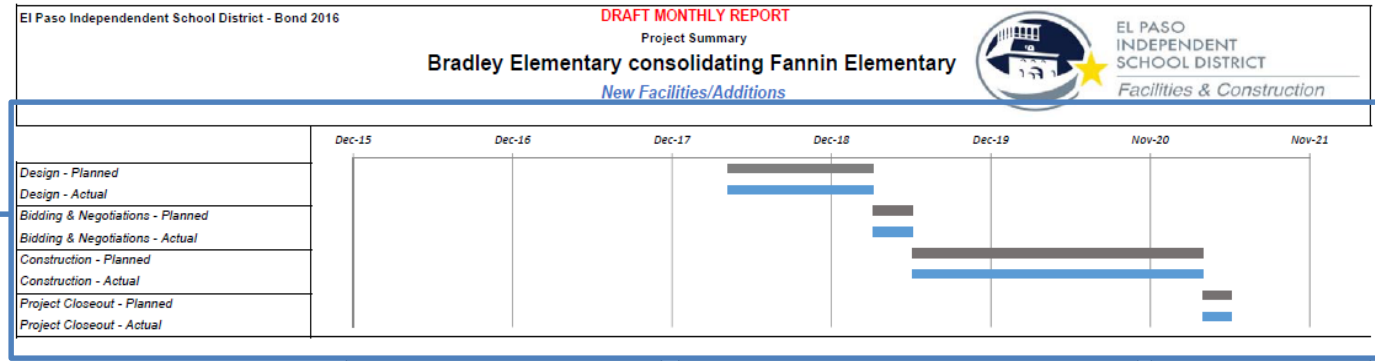 El Paso Independendent School District - Bond 2016
DRAFT MONTHLY REPORT
Project Summary
Bradley Elementary consolidating Fannin Elementary
New Facilities/Additions
EL PASO
INDEPENDENT
SCHOOL DISTRICT
Facilities & Construction
Dec-15 Dec-16 Dec-17 Dec-18 Dec-19 Nov-20 Nov-21
Design - Planned
Design - Actual
Bidding & Negotiations - Planned
Bidding & Negotiations - Actual
Construction - Planned
Construction - Actual
Project Closeout - Planned
Project Closeout - Actual